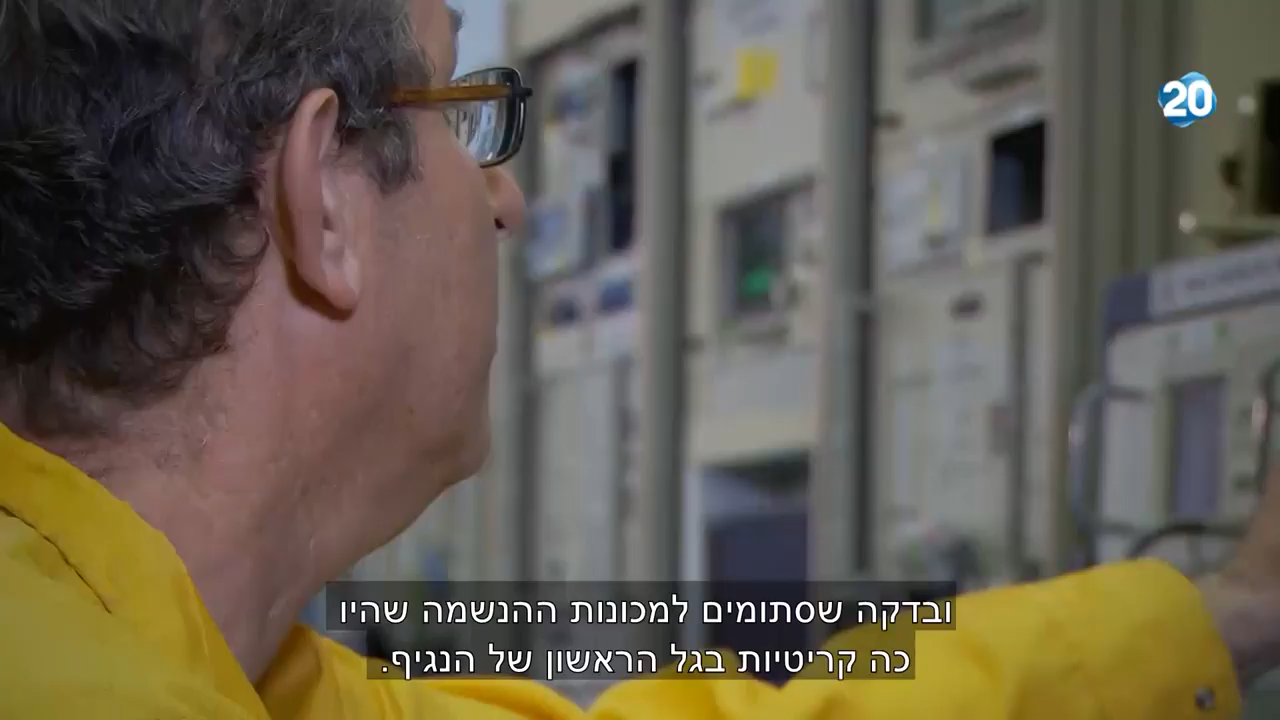 20
ובדקה שסתומים למכונות ההנשמה שהיו
כה קריטיות בגל הראשון של הנגיף.